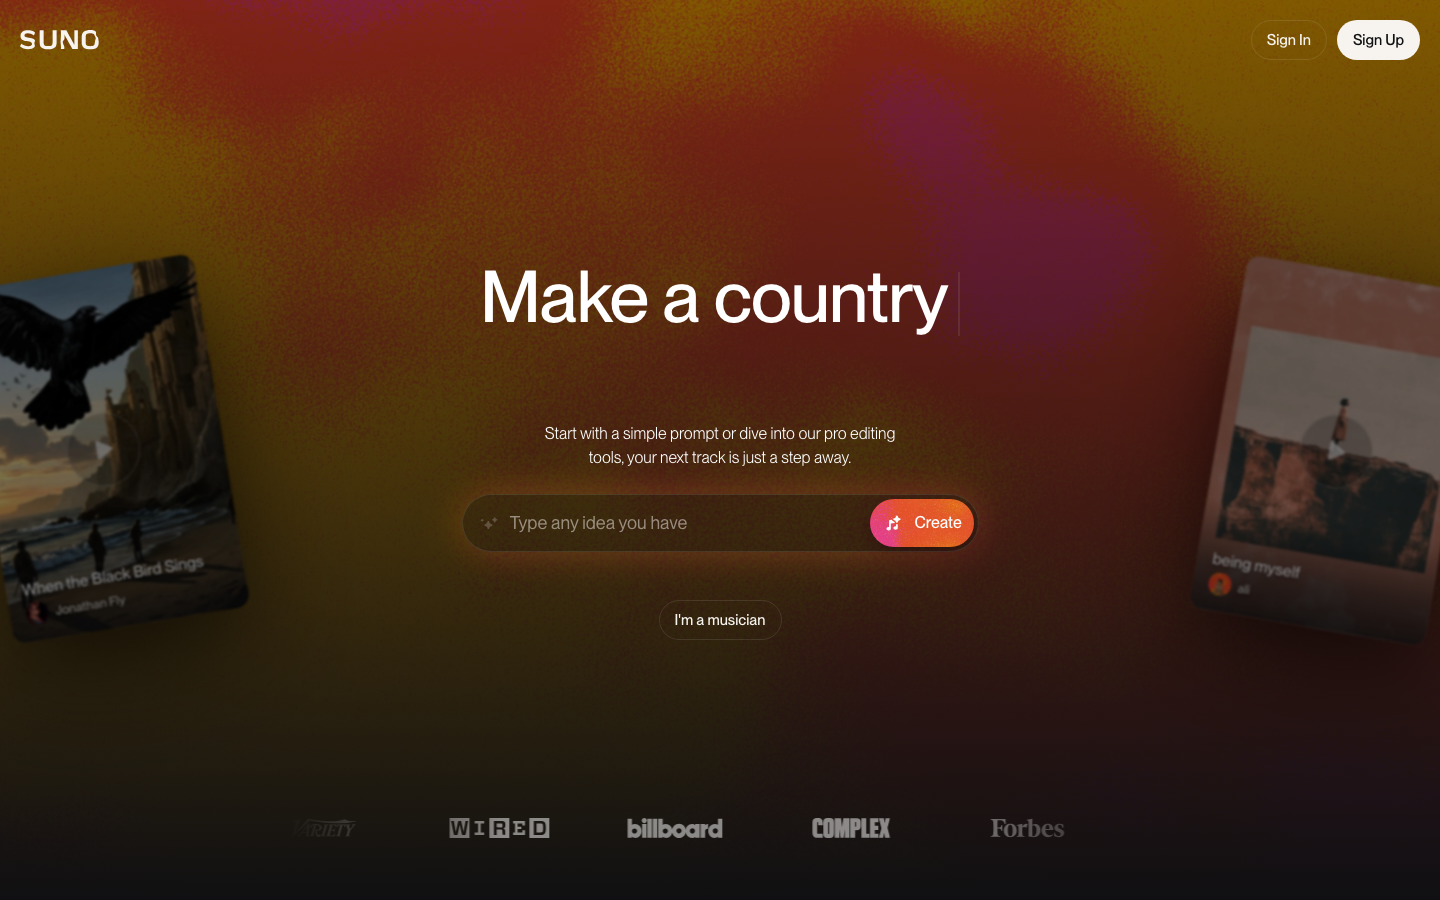 SUNO
Sign In
Sign Up
Make a country
Start with a simple prompt or dive into our pro editing
tools, your next track is just a step away.
Type any idea you have
Create
I'm a musician
When the Black Bird Sings
Jonathan Fly
being myself
ali
VARIETY
WIRED
billboard
COMPLEX
Forbes